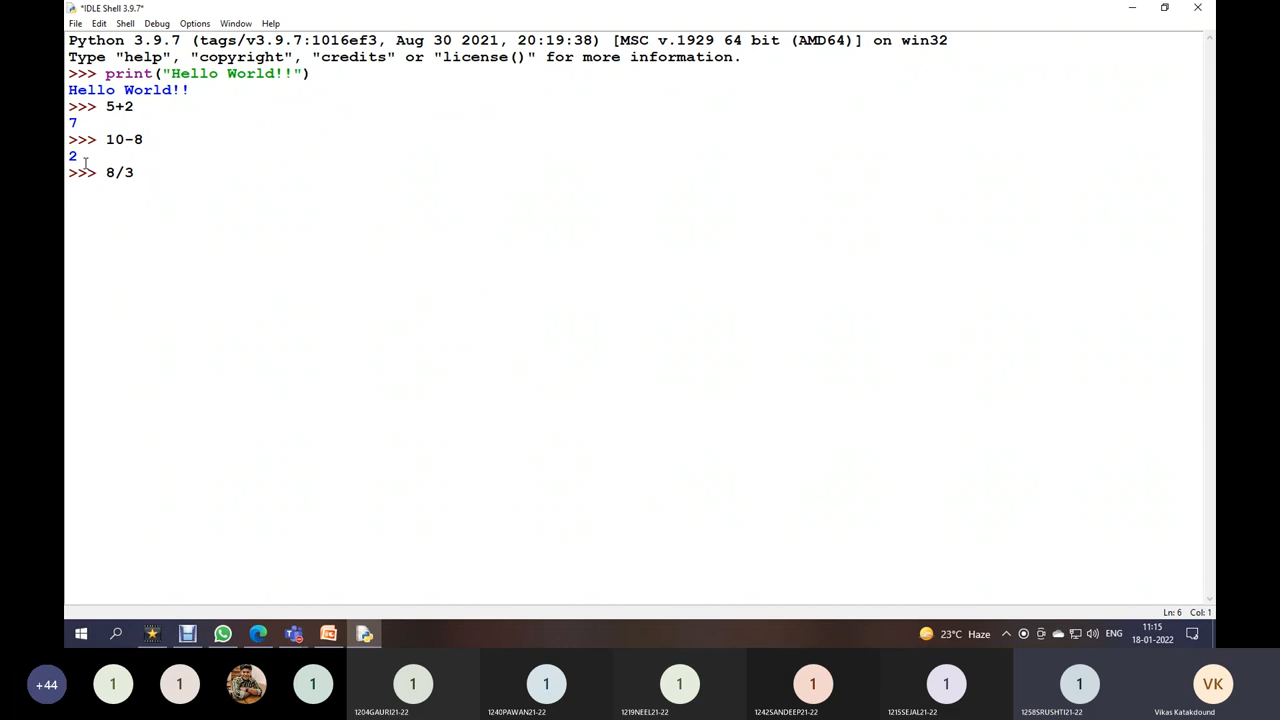 *IDLE Shell 3.9.7*
File Edit Shell Debug Options Window Help
Python 3.9.7 (tags/v3.9.7:1016ef3, Aug 30 2021, 20:19:38) [MSC v.1929 64 bit (AMD64)] on win32
Type "help", "copyright", "credits" or "license()" for more information.
>>> print("Hello World!!")
Hello World!!
>>> 5+2
7
>>> 10-8
2
>>> 8/3
Ln: 6 Col: 1
23°C Haze
ENG
11:15
18-01-2022
+44
1
1
1
1
1
1
1
1
1
VK
1204GAURI21-22
1240PAWAN21-22
1219NEEL21-22
1242SANDEEP21-22
1215SEJAL21-22
1258SRUSHTI21-22
Vikas Katakdound